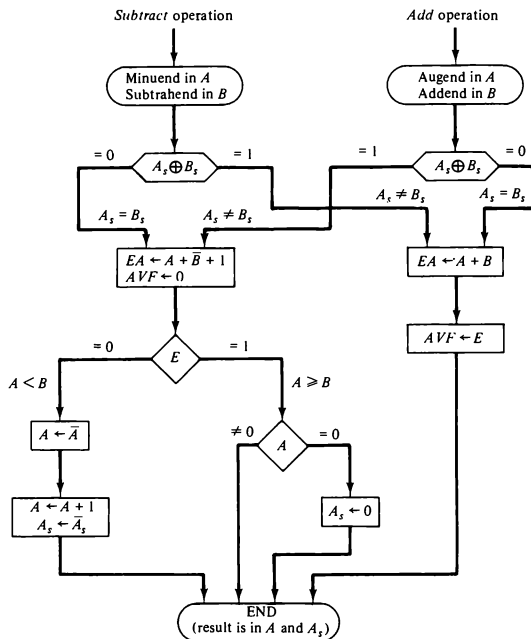 Subtract operation
Add operation
Minuend in A
Subtrahend in B
Augend in A
Addend in B
= 0
A_s ⊕ B_s
= 1
= 1
A_s ⊕ B_s
= 0
A_s = B_s
A_s ≠ B_s
A_s ≠ B_s
A_s = B_s
EA ← A + B̅ + 1
AVF ← 0
EA ← A + B
= 0
E
= 1
AVF ← E
A < B
A ⩾ B
A ← A̅
≠ 0
A
= 0
A ← A + 1
A_s ← A̅_s
A_s ← 0
END
(result is in A and A_s)